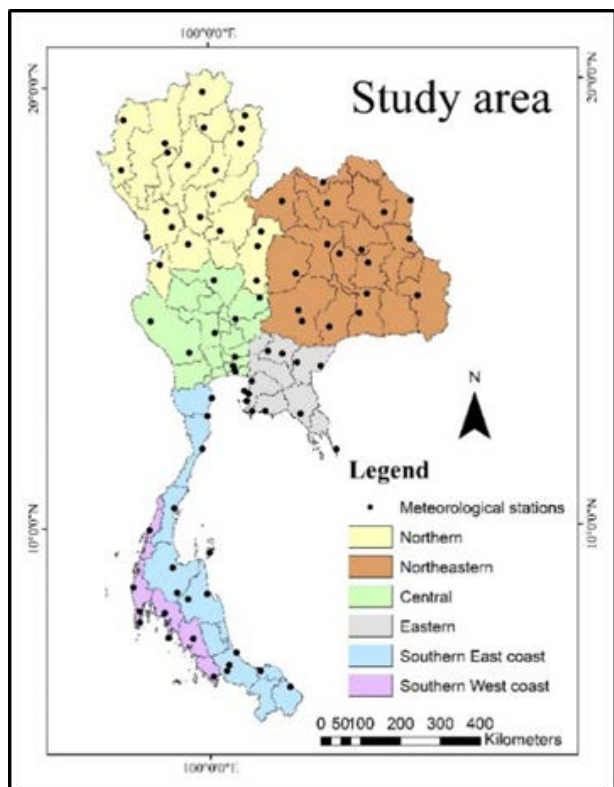 100°0'0"E
20°0'0"N
20°0'0"N
Study area
N
Legend
Meteorological stations
10°0'0"N
10°0'0"N
Northern
Northeastern
Central
Eastern
Southern East coast
Southern West coast
0 50100 200 300 400
Kilometers
100°0'0"E